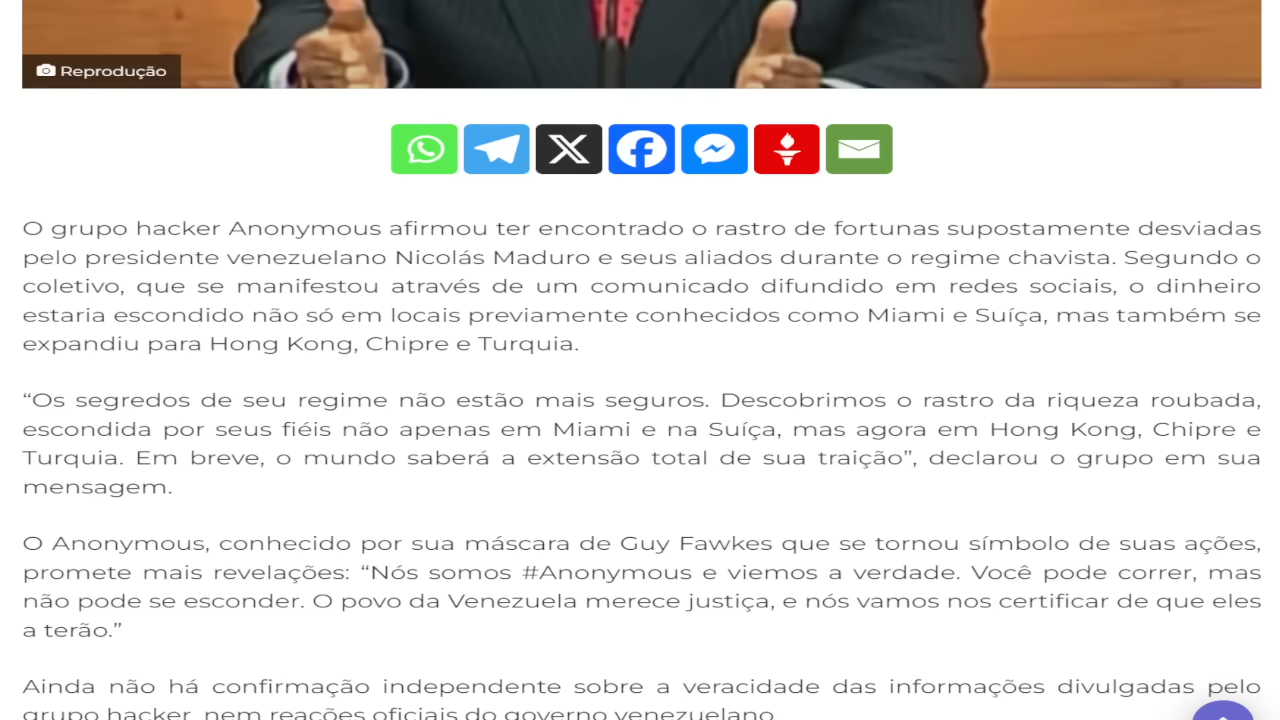 Reprodução
O grupo hacker Anonymous afirmou ter encontrado o rastro de fortunas supostamente desviadas
pelo presidente venezuelano Nicolás Maduro e seus aliados durante o regime chavista. Segundo o
coletivo, que se manifestou através de um comunicado difundido em redes sociais, o dinheiro
estaria escondido não só em locais previamente conhecidos como Miami e Suíça, mas também se
expandiu para Hong Kong, Chipre e Turquia.
“Os segredos de seu regime não estão mais seguros. Descobrimos o rastro da riqueza roubada,
escondida por seus fiéis não apenas em Miami e na Suíça, mas agora em Hong Kong, Chipre e
Turquia. Em breve, o mundo saberá a extensão total de sua traição”, declarou o grupo em sua
mensagem.
O Anonymous, conhecido por sua máscara de Guy Fawkes que se tornou símbolo de suas ações,
promete mais revelações: “Nós somos #Anonymous e viemos a verdade. Você pode correr, mas
não pode se esconder. O povo da Venezuela merece justiça, e nós vamos nos certificar de que eles
a terão.”
Ainda não há confirmação independente sobre a veracidade das informações divulgadas pelo
grupo hacker, nem reações oficiais do governo venezuelano.